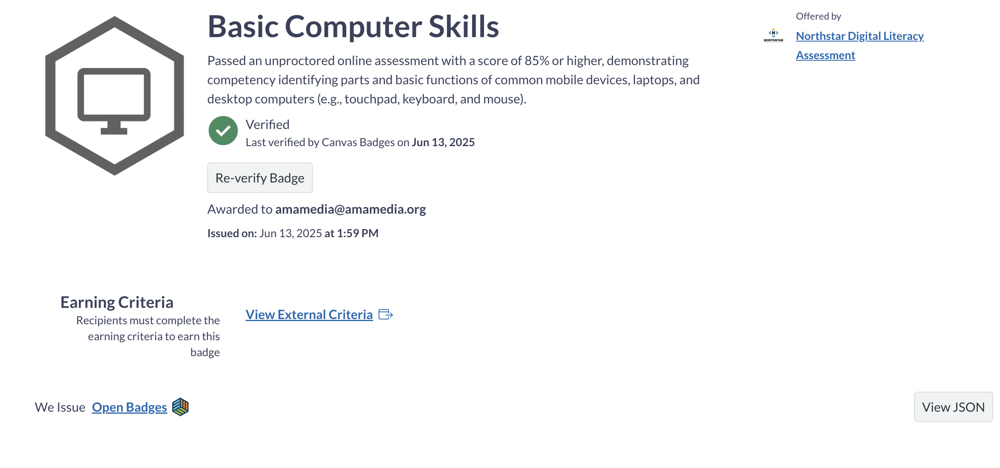 Basic Computer Skills
Passed an unproctored online assessment with a score of 85% or higher, demonstrating
competency identifying parts and basic functions of common mobile devices, laptops, and
desktop computers (e.g., touchpad, keyboard, and mouse).
Verified
Last verified by Canvas Badges on Jun 13, 2025
Re-verify Badge
Awarded to amamedia@amamedia.org
Issued on: Jun 13, 2025 at 1:59 PM
Offered by
N
NORTHSTAR
Northstar Digital Literacy
Assessment
Earning Criteria
Recipients must complete the
earning criteria to earn this
badge
View External Criteria
We Issue Open Badges
View JSON